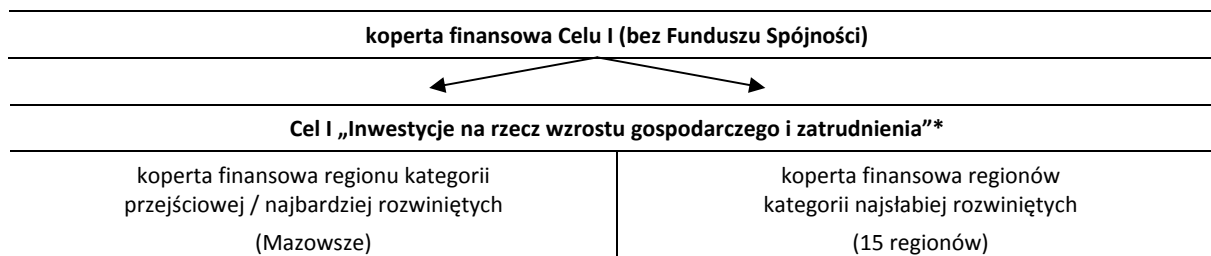 koperta finansowa Celu I (bez Funduszu Spójności)
Cel I „Inwestycje na rzecz wzrostu gospodarczego i zatrudnienia”*
koperta finansowa regionu kategorii
przejściowej / najbardziej rozwiniętych
(Mazowsze)
koperta finansowa regionów
kategorii najsłabiej rozwiniętych
(15 regionów)